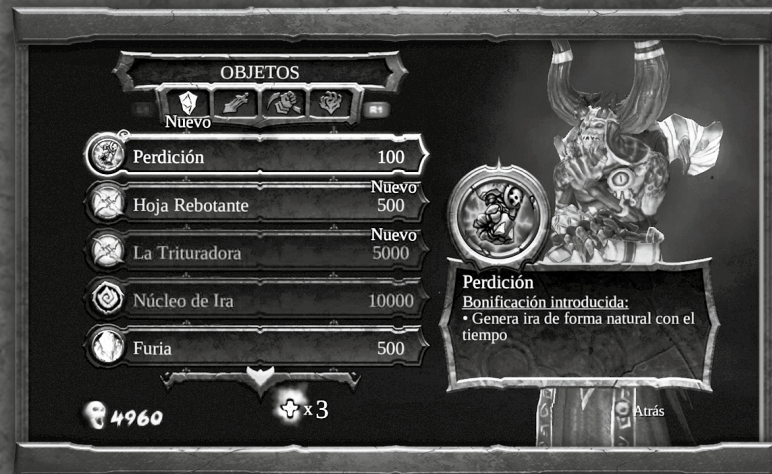 OBJETOS
R1
Nuevo
Perdición 100
Nuevo
Hoja Rebotante 500
Nuevo
La Trituradora 5000
Núcleo de Ira 10000
Furia 500
4960
x3
Perdición
Bonificación introducida:
• Genera ira de forma natural con el
tiempo
Atrás